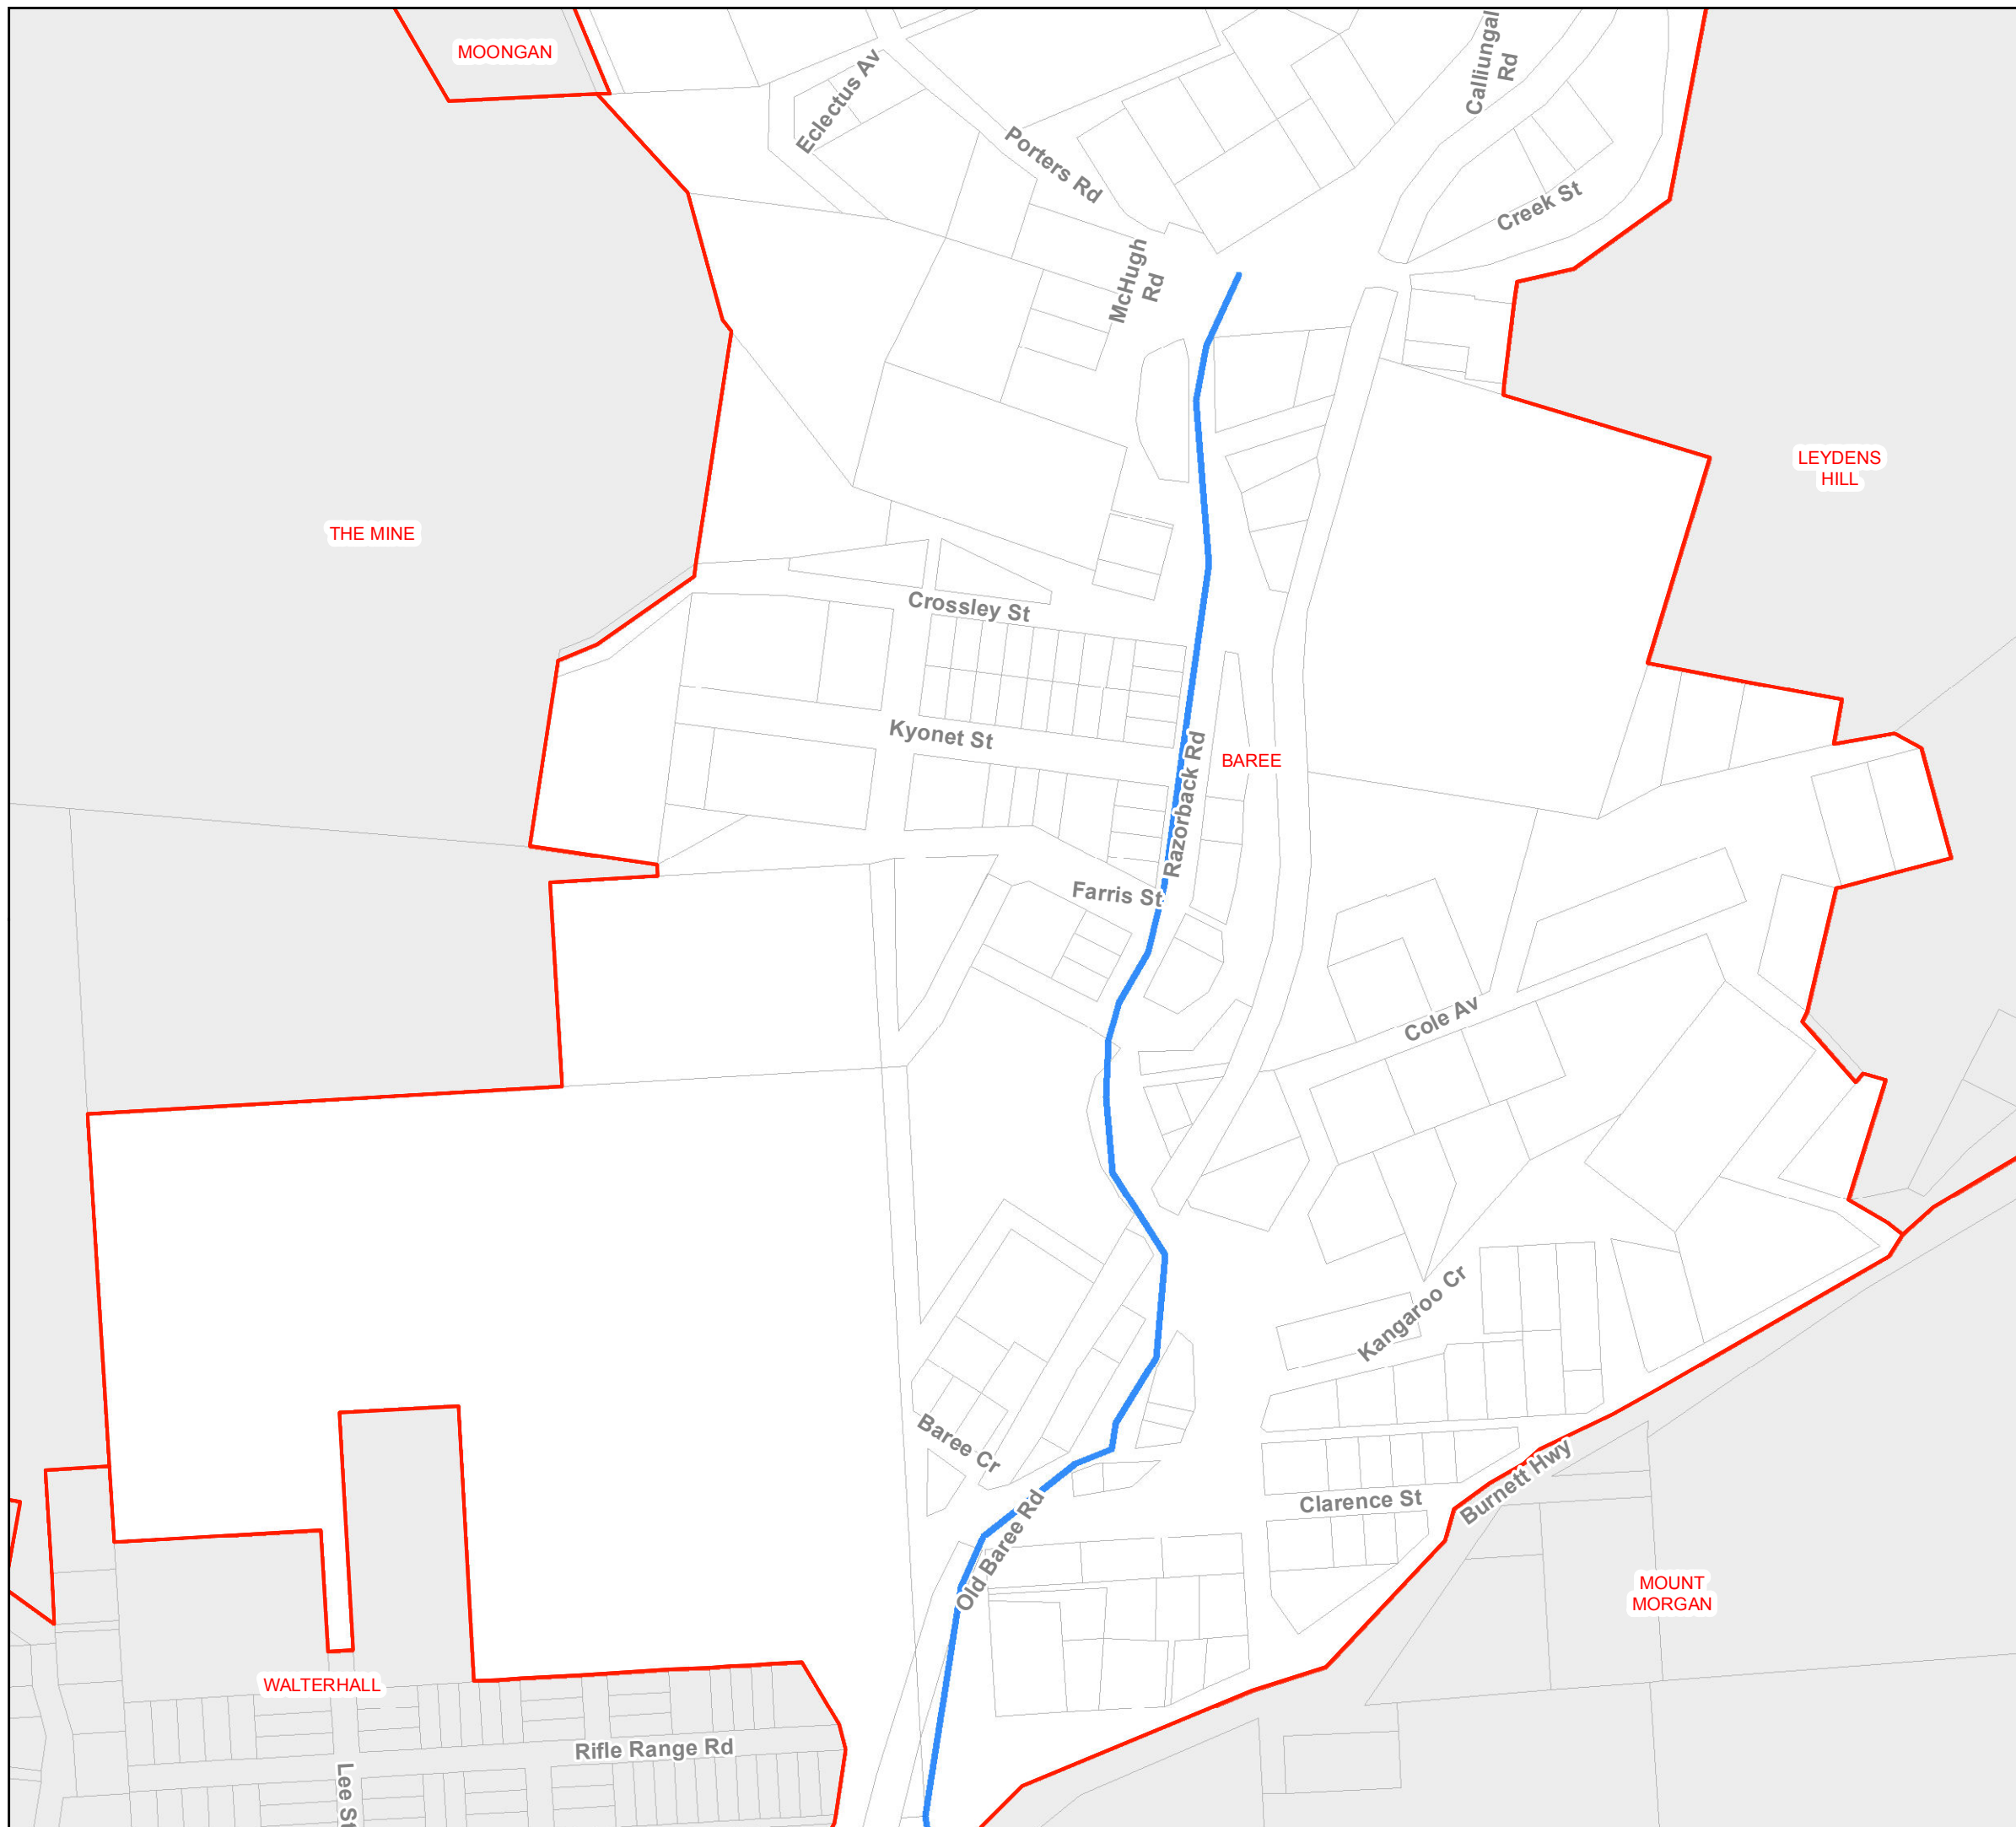 MOONGAN
Eclectus Av
Calliungal
Rd
Porters Rd
Creek St
McHugh
Rd
LEYDENS
HILL
THE MINE
Crossley St
Kyonet St
Razorback Rd
BAREE
Farris St
Cole Av
Kangaroo Cr
Baree Cr
Burnett Hwy
Clarence St
Old Baree Rd
MOUNT
MORGAN
WALTERHALL
Rifle Range Rd
Lee St